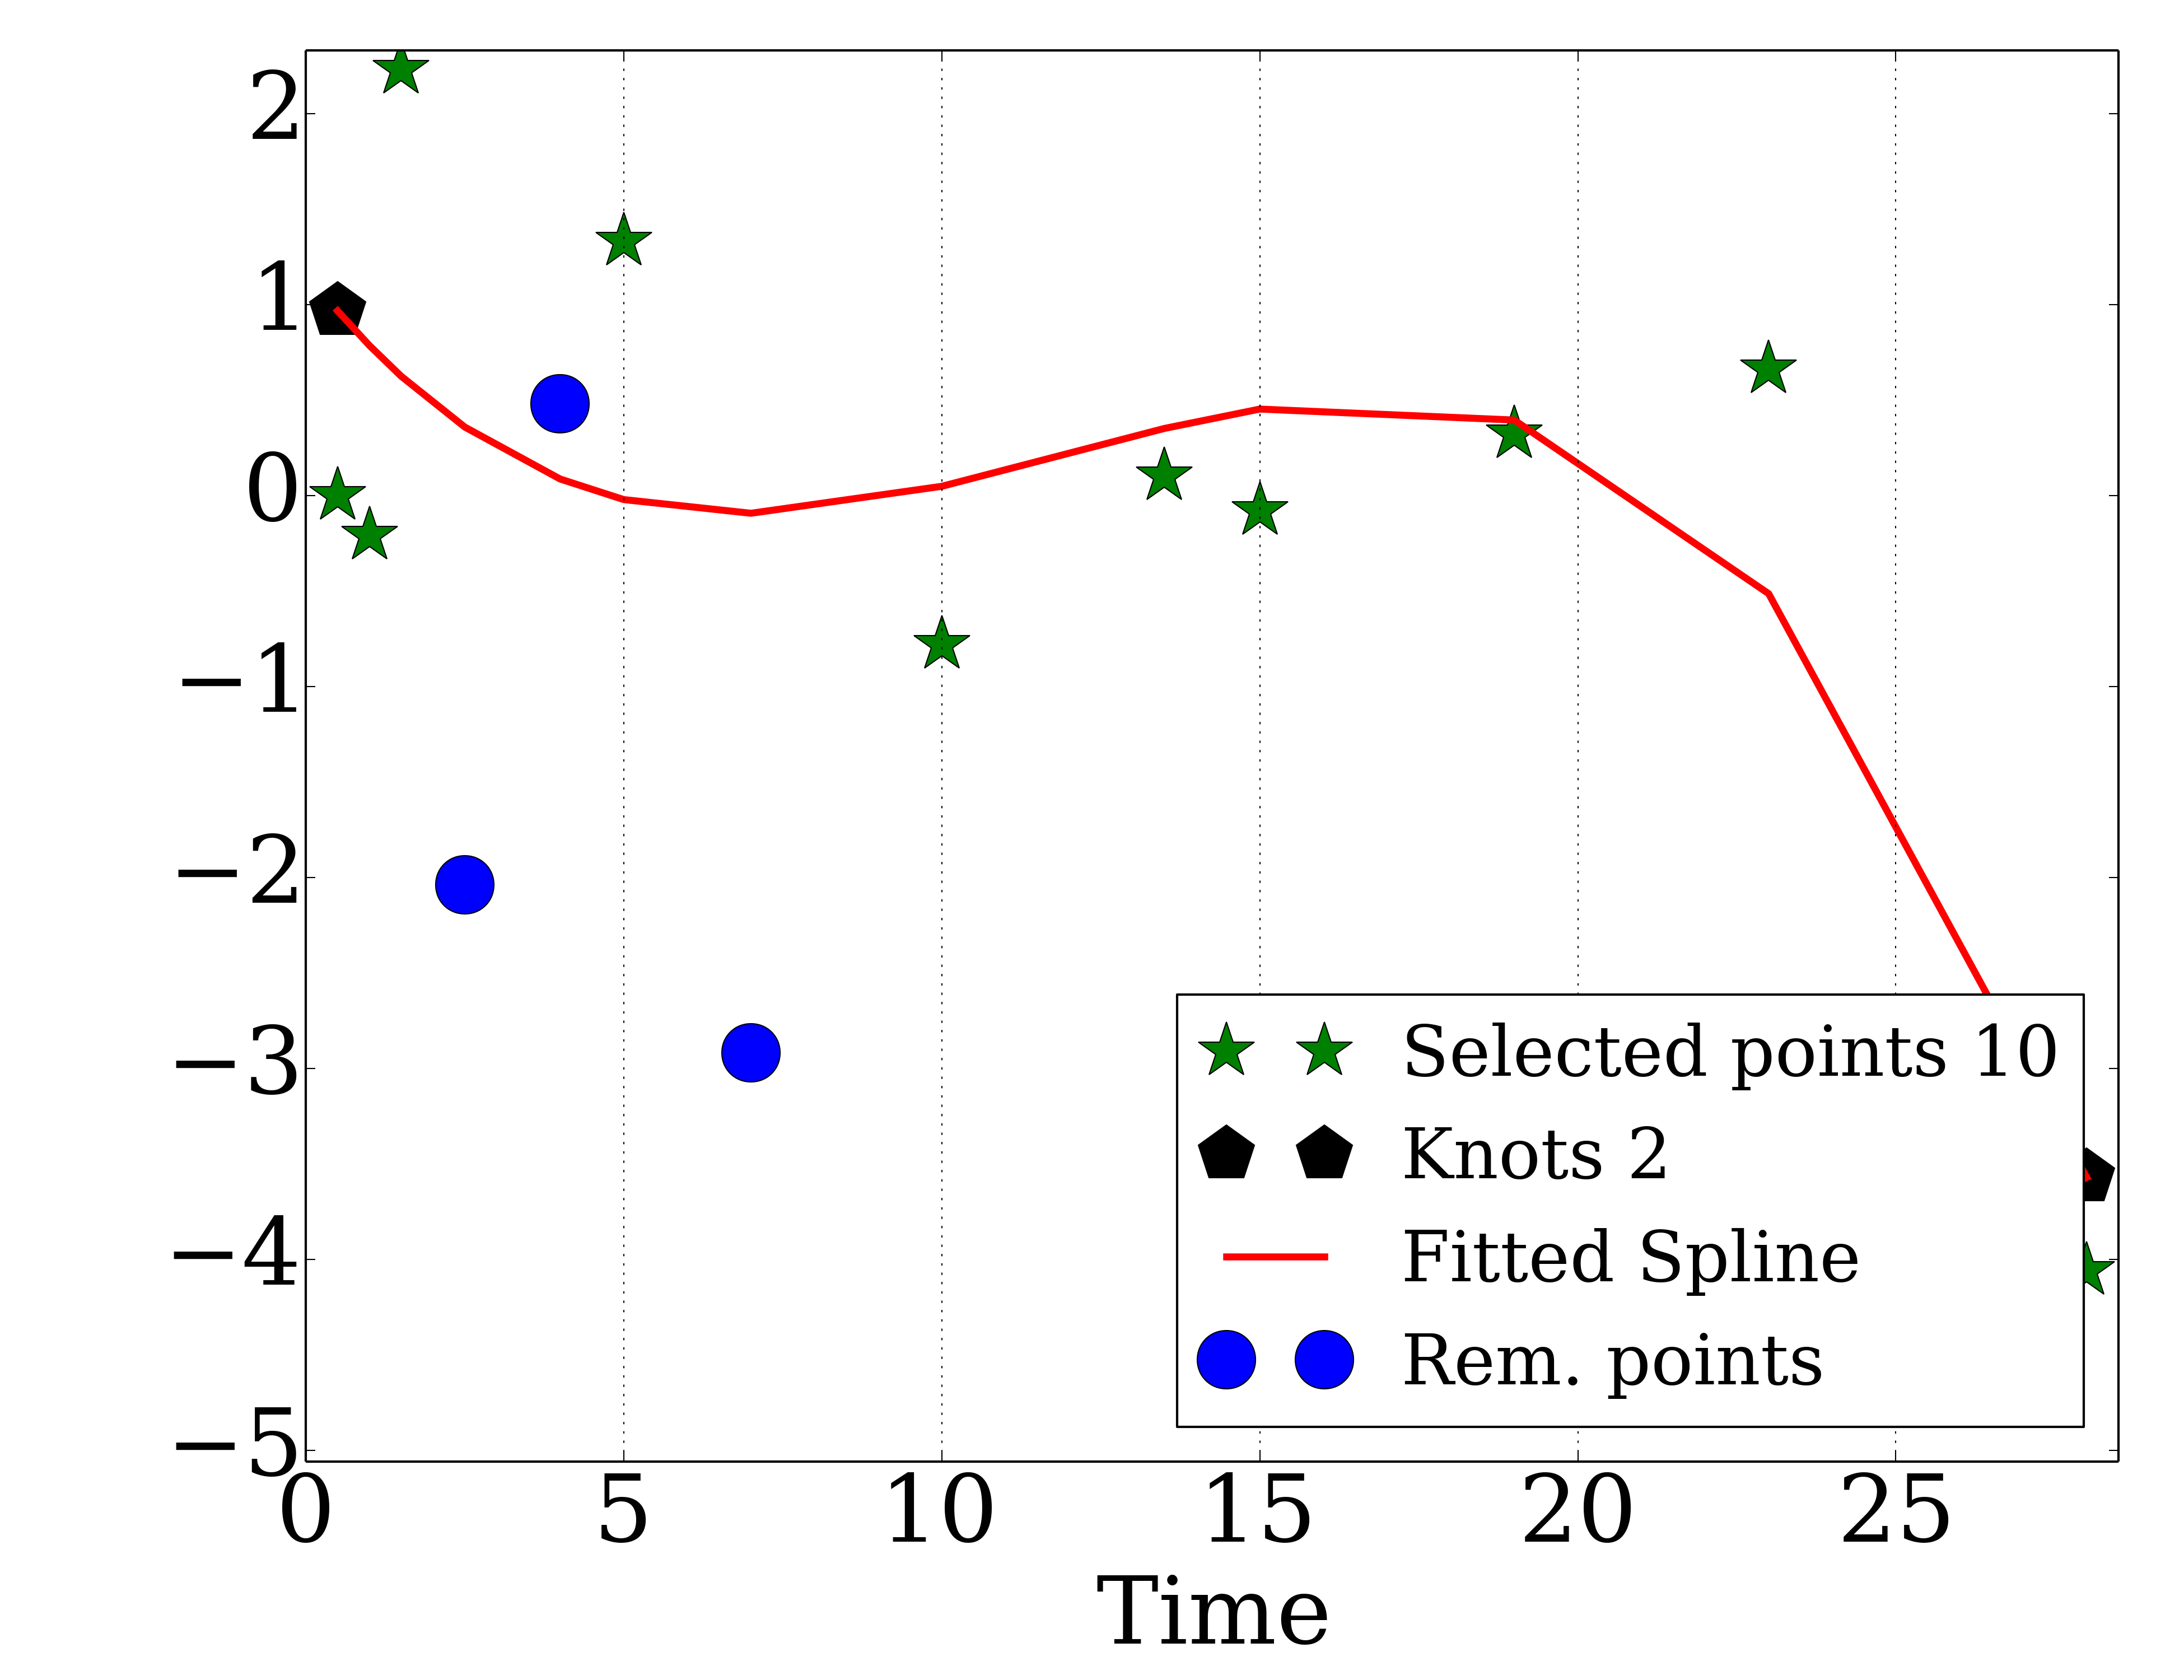 2
1
0
−1
−2
−3
−4
−5
Selected points 10
Knots 2
Fitted Spline
Rem. points
0 5 10 15 20 25
Time